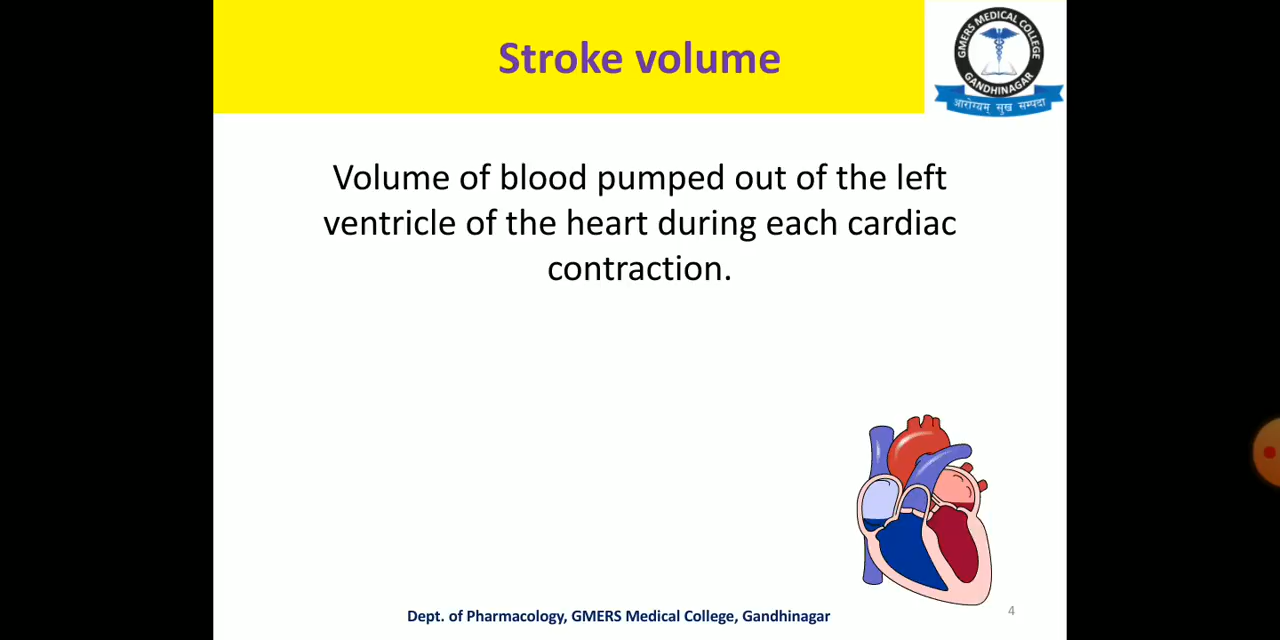 Stroke volume
GMERS MEDICAL COLLEGE
GANDHINAGAR
आरोग्यम् सुख सम्पदा
Volume of blood pumped out of the left
ventricle of the heart during each cardiac
contraction.
Dept. of Pharmacology, GMERS Medical College, Gandhinagar
4